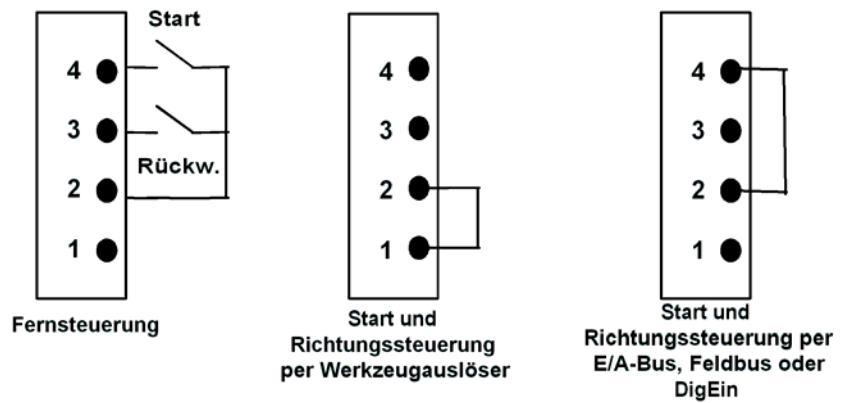 Start
4
3
Rückw.
2
1
Fernsteuerung
4
3
2
1
Start und
Richtungssteuerung
per Werkzeugauslöser
4
3
2
1
Start und
Richtungssteuerung per
E/A-Bus, Feldbus oder
DigEin